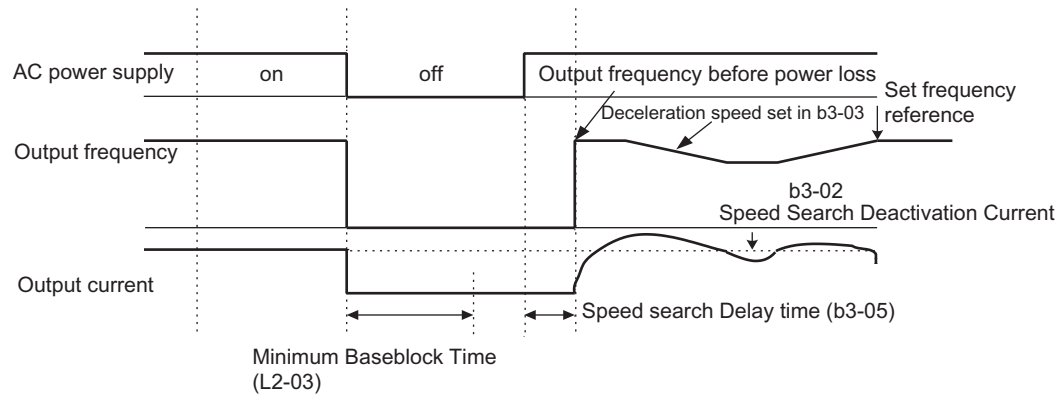 AC power supply
on
off
Output frequency before power loss
Set frequency
reference
Deceleration speed set in b3-03
Output frequency
b3-02
Speed Search Deactivation Current
Output current
Speed search Delay time (b3-05)
Minimum Baseblock Time
(L2-03)